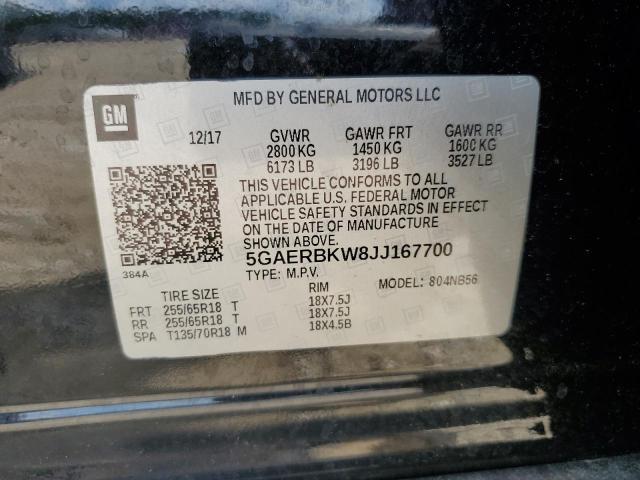 GM
MFD BY GENERAL MOTORS LLC
12/17 GVWR GAWR FRT GAWR RR
2800 KG 1450 KG 1600 KG
6173 LB 3196 LB 3527 LB
THIS VEHICLE CONFORMS TO ALL
APPLICABLE U.S. FEDERAL MOTOR
VEHICLE SAFETY STANDARDS IN EFFECT
ON THE DATE OF MANUFACTURE
SHOWN ABOVE.
384A
5GAERBKW8JJ167700
TYPE: M.P.V. MODEL: 804NB56
TIRE SIZE RIM
FRT 255/65R18 T 18X7.5J
RR 255/65R18 T 18X7.5J
SPA T135/70R18 M 18X4.5B